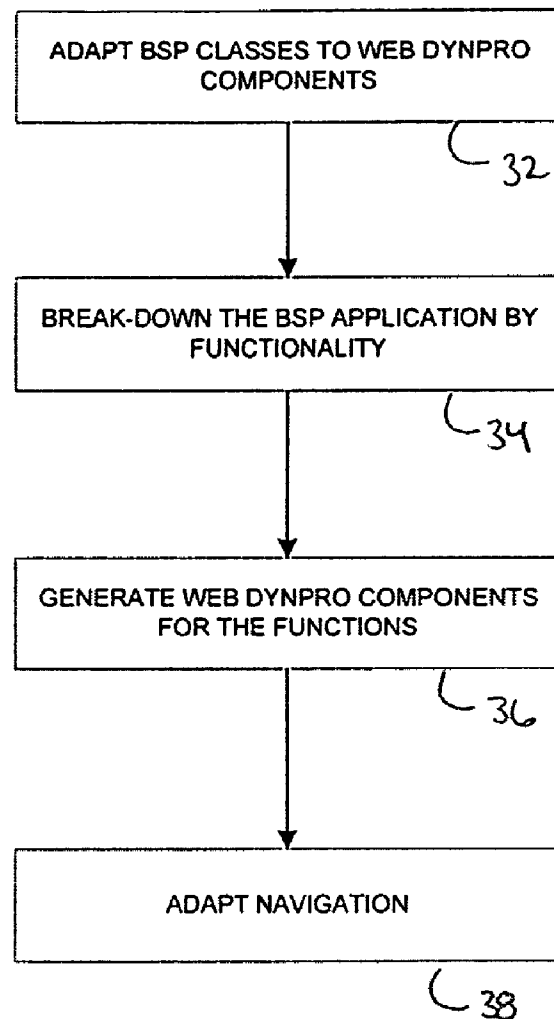 ADAPT BSP CLASSES TO WEB DYNPRO
COMPONENTS
32
BREAK-DOWN THE BSP APPLICATION BY
FUNCTIONALITY
34
GENERATE WEB DYNPRO COMPONENTS
FOR THE FUNCTIONS
36
ADAPT NAVIGATION
38